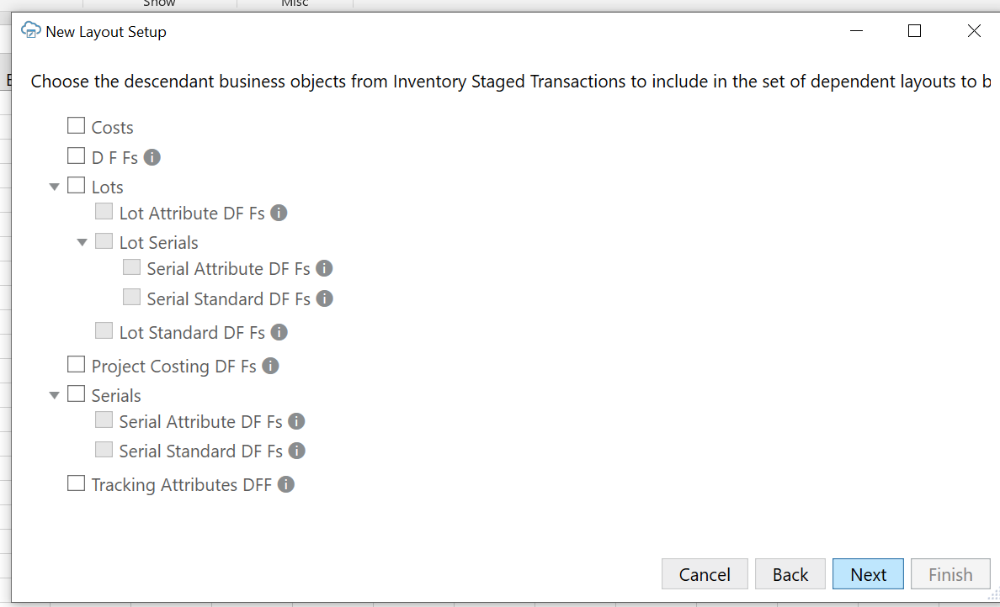 Show Misc
New Layout Setup
Choose the descendant business objects from Inventory Staged Transactions to include in the set of dependent layouts to b
Costs
D F Fs
Lots
Lot Attribute DF Fs
Lot Serials
Serial Attribute DF Fs
Serial Standard DF Fs
Lot Standard DF Fs
Project Costing DF Fs
Serials
Serial Attribute DF Fs
Serial Standard DF Fs
Tracking Attributes DFF
Cancel Back Next Finish